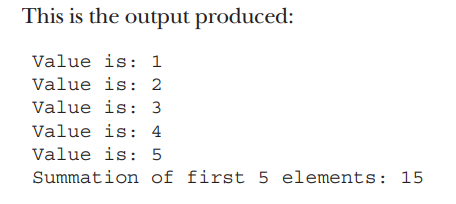 This is the output produced:
Value is: 1
Value is: 2
Value is: 3
Value is: 4
Value is: 5
Summation of first 5 elements: 15